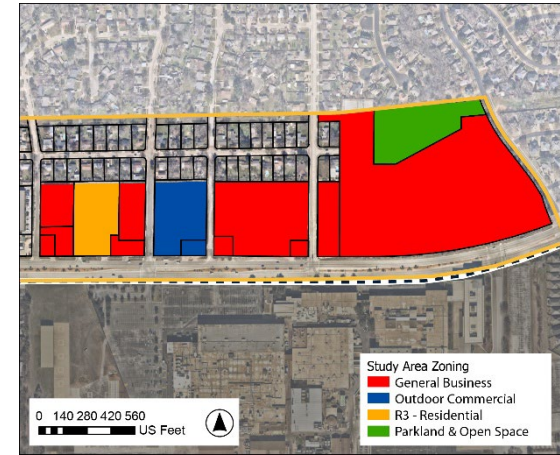 Study Area Zoning
General Business
Outdoor Commercial
R3 - Residential
Parkland & Open Space
0 140 280 420 560
US Feet